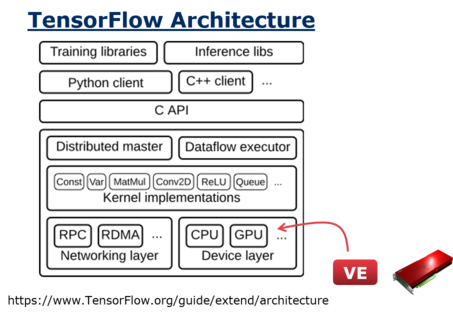 TensorFlow Architecture
Training libraries Inference libs
Python client C++ client ...
C API
Distributed master Dataflow executor
Const Var MatMul Conv2D ReLU Queue ...
Kernel implementations
RPC RDMA ... CPU GPU ...
Networking layer Device layer
VE
https://www.TensorFlow.org/guide/extend/architecture